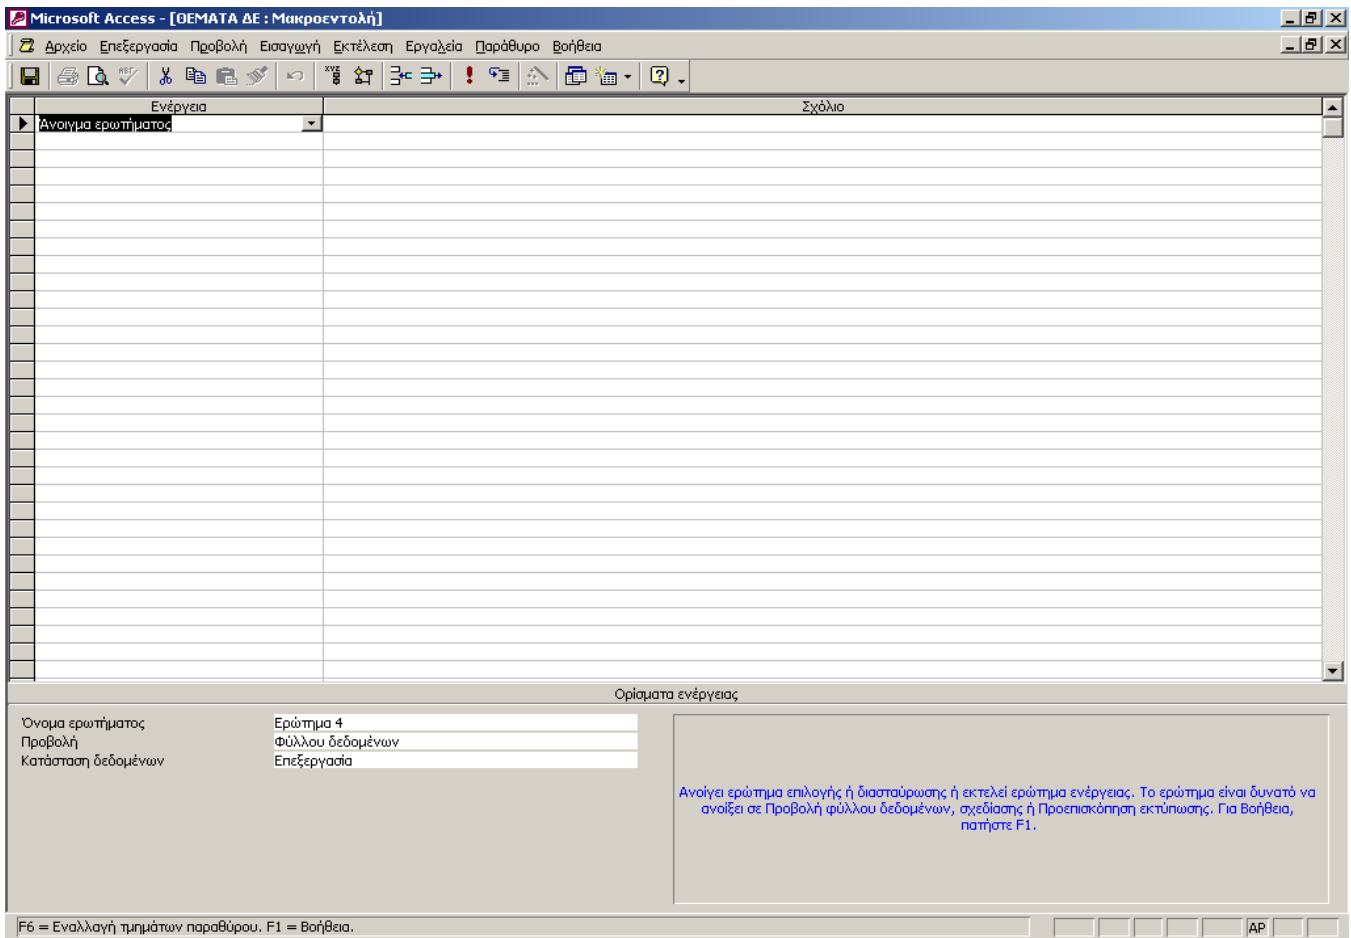 Microsoft Access - [ΘΕΜΑΤΑ ΔΕ : Μακροεντολή]
Αρχείο Επεξεργασία Προβολή Εισαγωγή Εκτέλεση Εργαλεία Παράθυρο Βοήθεια
Ενέργεια Σχόλιο
Άνοιγμα ερωτήματος
Ορίσματα ενέργειας
Όνομα ερωτήματος Ερώτημα 4
Προβολή Φύλλου δεδομένων
Κατάσταση δεδομένων Επεξεργασία
Ανοίγει ερώτημα επιλογής ή διασταύρωσης ή εκτελεί ερώτημα ενέργειας. Το ερώτημα είναι δυνατό να
ανοίξει σε Προβολή φύλλου δεδομένων, σχεδίασης ή Προεπισκόπηση εκτύπωσης. Για Βοήθεια,
πατήστε F1.
F6 = Εναλλαγή τμημάτων παραθύρου. F1 = Βοήθεια.
ΑΡ